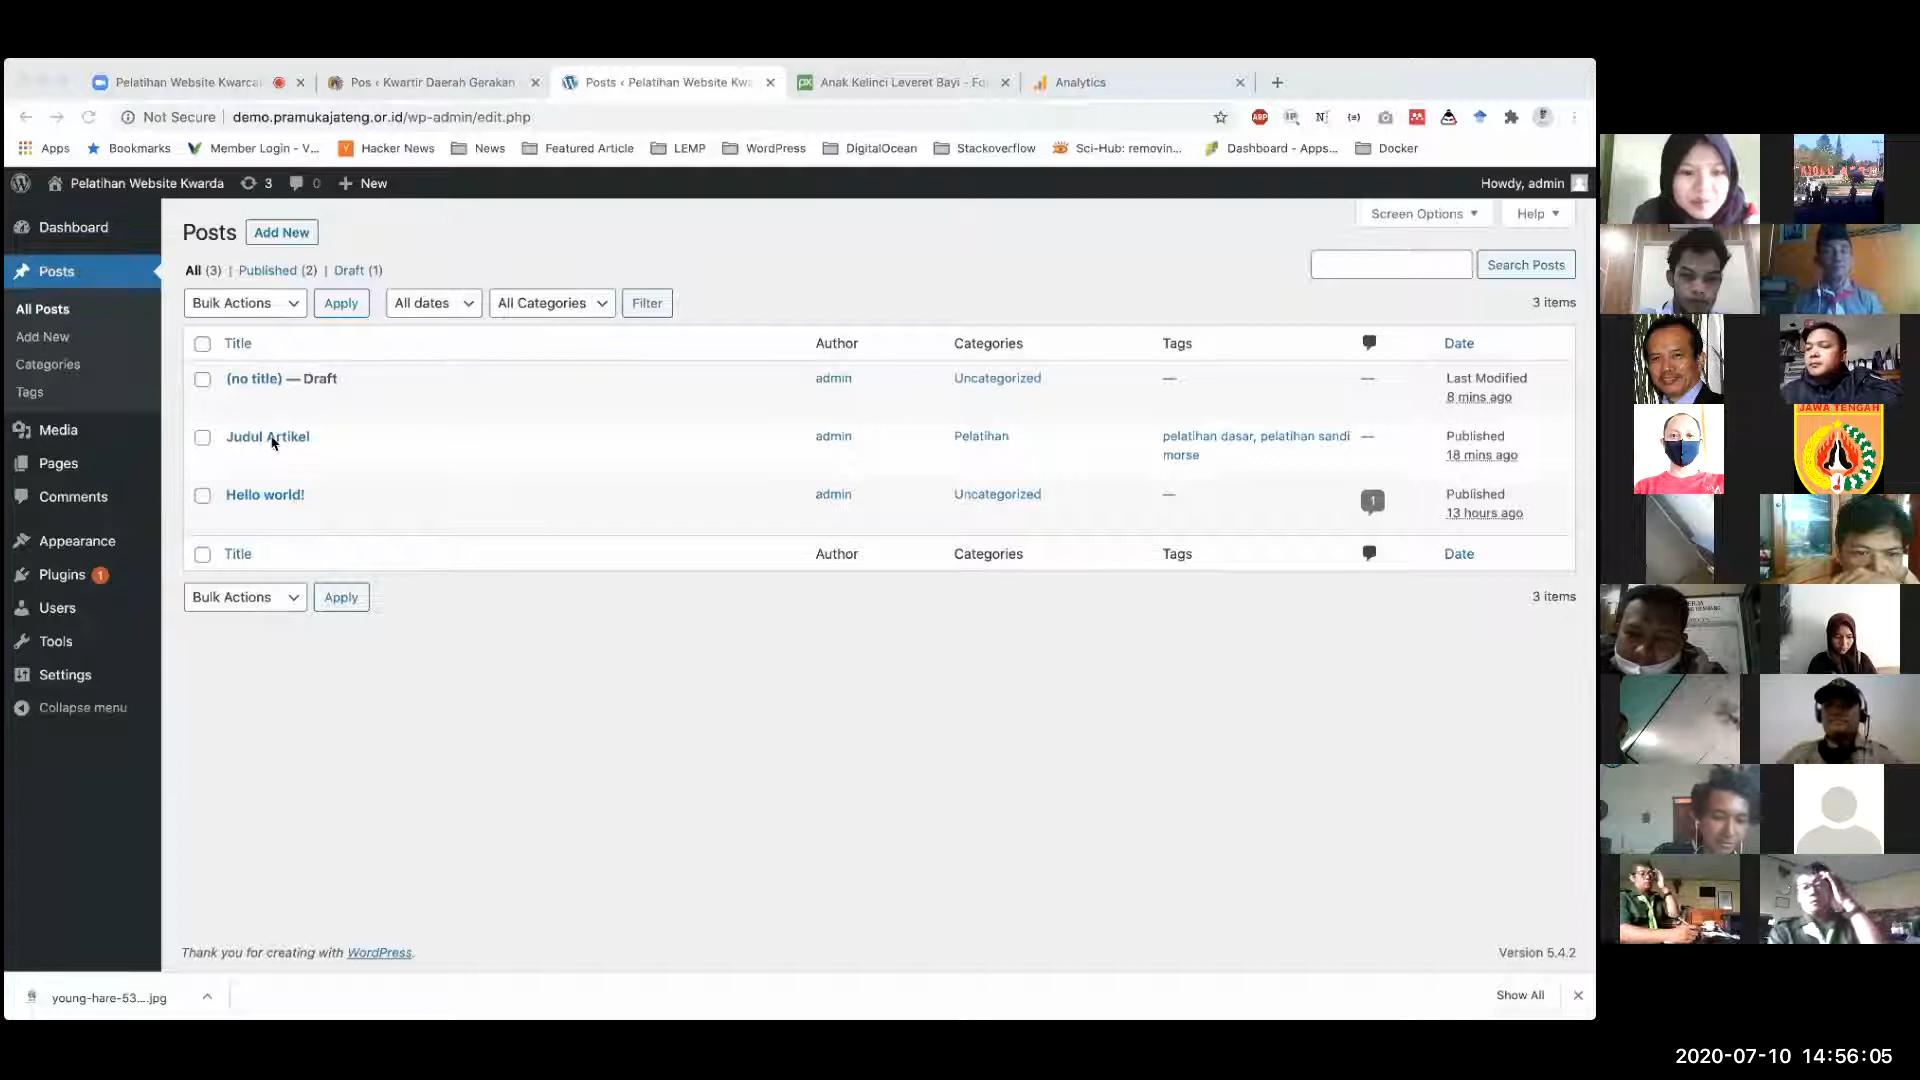 Pelatihan Website Kwarca
Pos ‹ Kwartir Daerah Gerakan
Posts ‹ Pelatihan Website Kwa
Anak Kelinci Leveret Bayi - Fo
Analytics
Not Secure
demo.pramukajateng.or.id/wp-admin/edit.php
Apps
Bookmarks
Member Login - V...
Hacker News
News
Featured Article
LEMP
WordPress
DigitalOcean
Stackoverflow
Sci-Hub: removin...
Dashboard - Apps...
Docker
Pelatihan Website Kwarda
3
0
New
Howdy, admin
Dashboard
Posts
All Posts
Add New
Categories
Tags
Media
Pages
Comments
Appearance
Plugins 1
Users
Tools
Settings
Collapse menu
Posts
Add New
Screen Options
Help
All (3) | Published (2) | Draft (1)
Search Posts
Bulk Actions
Apply
All dates
All Categories
Filter
3 items
Title Author Categories Tags Date
(no title) — Draft admin Uncategorized — — Last Modified
8 mins ago
Judul Artikel admin Pelatihan pelatihan dasar, pelatihan sandi — Published
morse 18 mins ago
Hello world! admin Uncategorized — 1 Published
13 hours ago
Title Author Categories Tags Date
Bulk Actions
Apply
3 items
Thank you for creating with WordPress.
Version 5.4.2
young-hare-53....jpg
Show All
JAWA TENGAH
2020-07-10 14:56:05